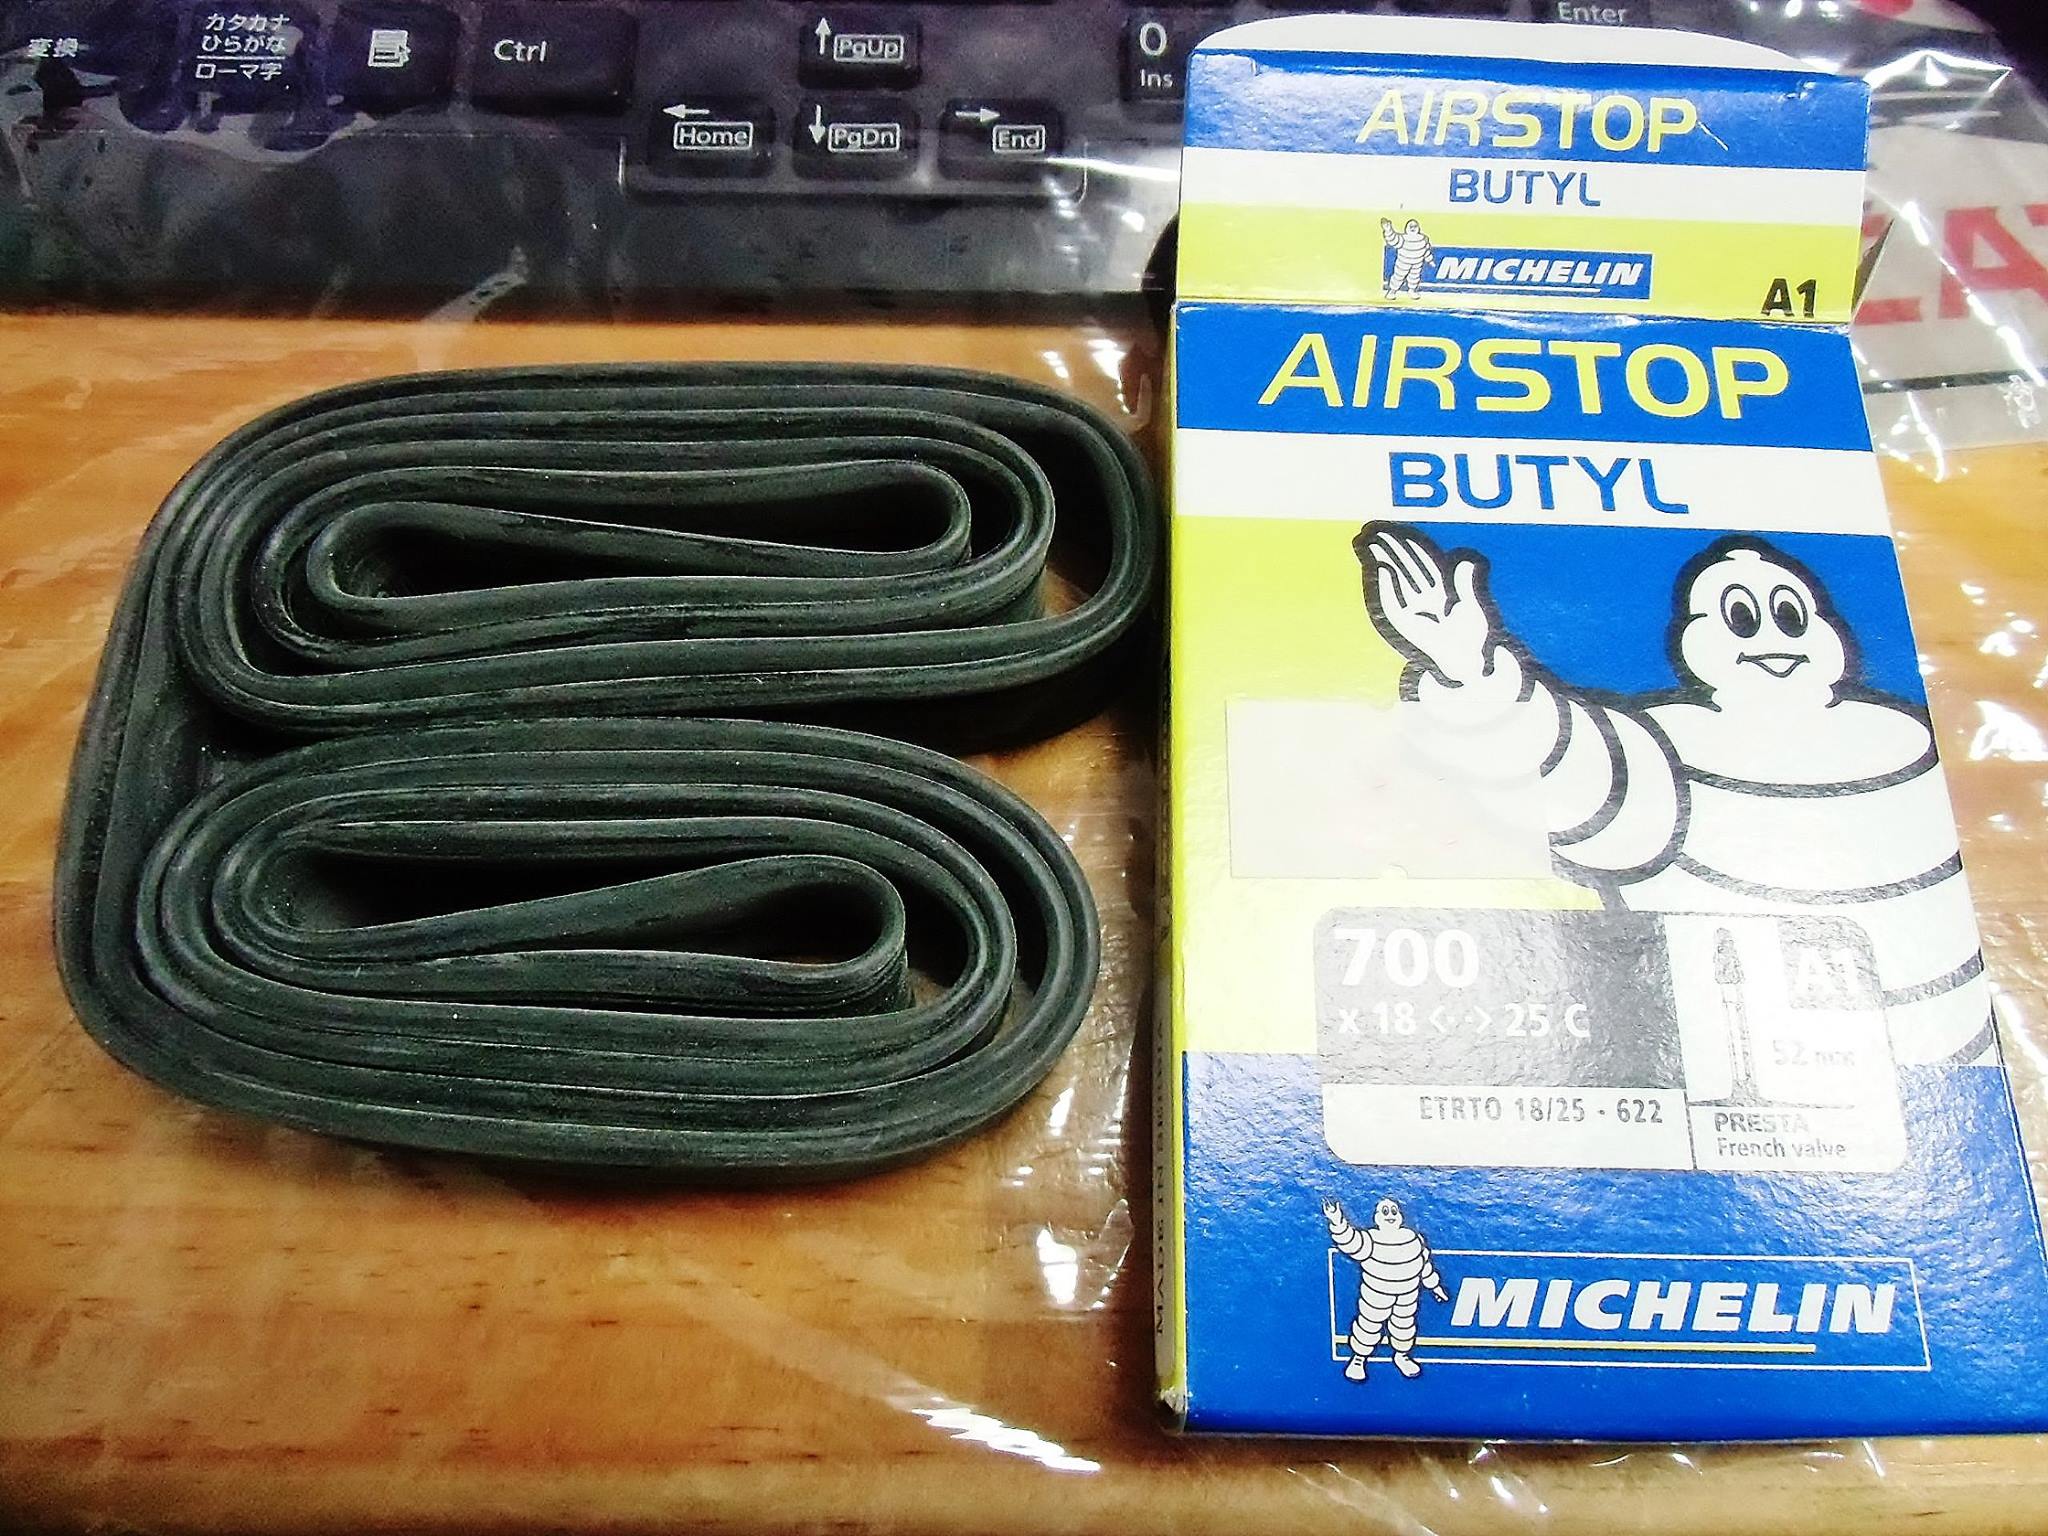 変換
カタカナ
ひらがな
ローマ字
Ctrl
PgUp
0
Ins
Enter
Home
PgDn
End
AIRSTOP
BUTYL
MICHELIN
A1
AIRSTOP
BUTYL
700
x 18 <·> 25 C
A1
52 mm
ETRTO 18/25 - 622
PRESTA
French valve
MADE IN
MICHELIN